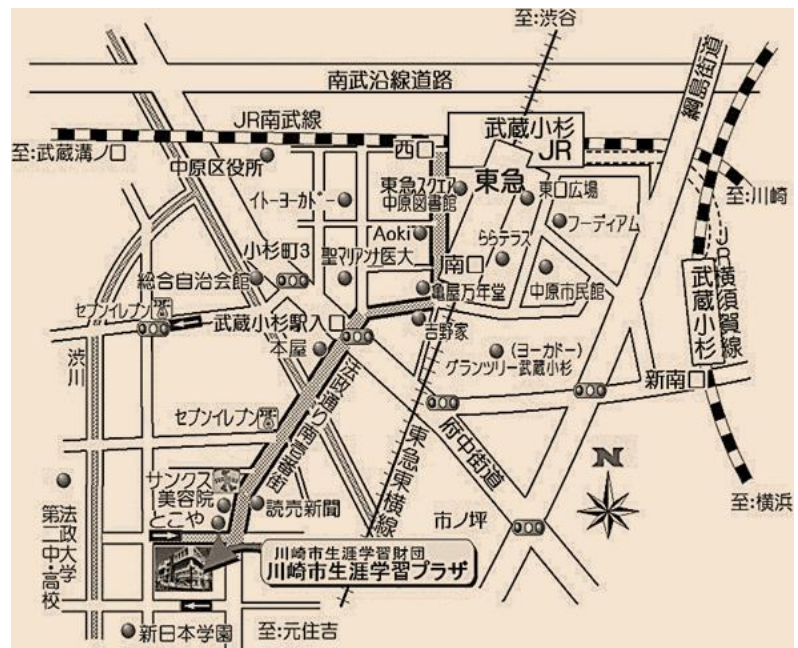 至:渋谷
南武沿線道路
綱島街道
JR南武線
武蔵小杉
JR
至:武蔵溝ノ口
西口
中原区役所
東急スクエア
中原図書館
東急
東口広場
至:川崎
イトーヨーカドー
フーディアム
Aoki
ららテラス
小杉町3
聖マリアンナ医大
南口
総合自治会館
亀屋万年堂
中原市民館
JR横須賀線
武蔵小杉
セブンイレブン
武蔵小杉駅入口
吉野家
本屋
(ヨーカドー)
グランツリー武蔵小杉
新南口
渋川
法政通り商店街
セブンイレブン
府中街道
東急東横線
N
サンクス
美容院
とこや
読売新聞
市ノ坪
至:横浜
法政大学
第二中・高校
川崎市生涯学習財団
川崎市生涯学習プラザ
新日本学園
至:元住吉